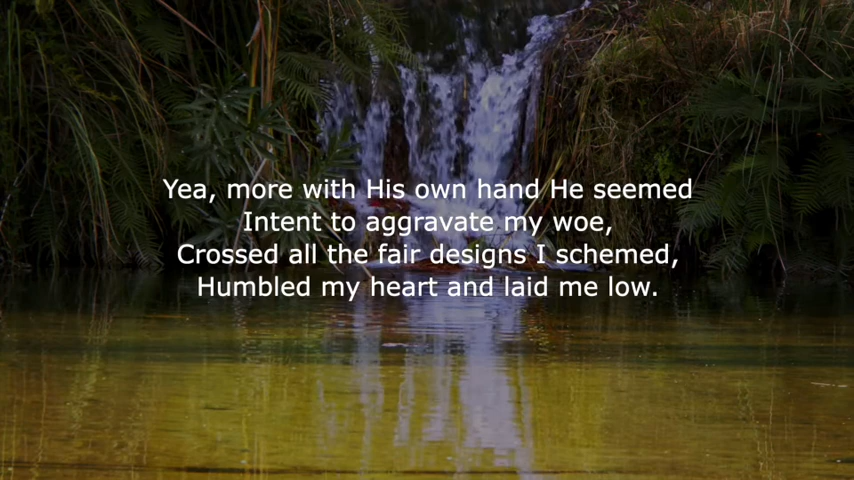 Yea, more with His own hand He seemed
Intent to aggravate my woe,
Crossed all the fair designs I schemed,
Humbled my heart and laid me low.